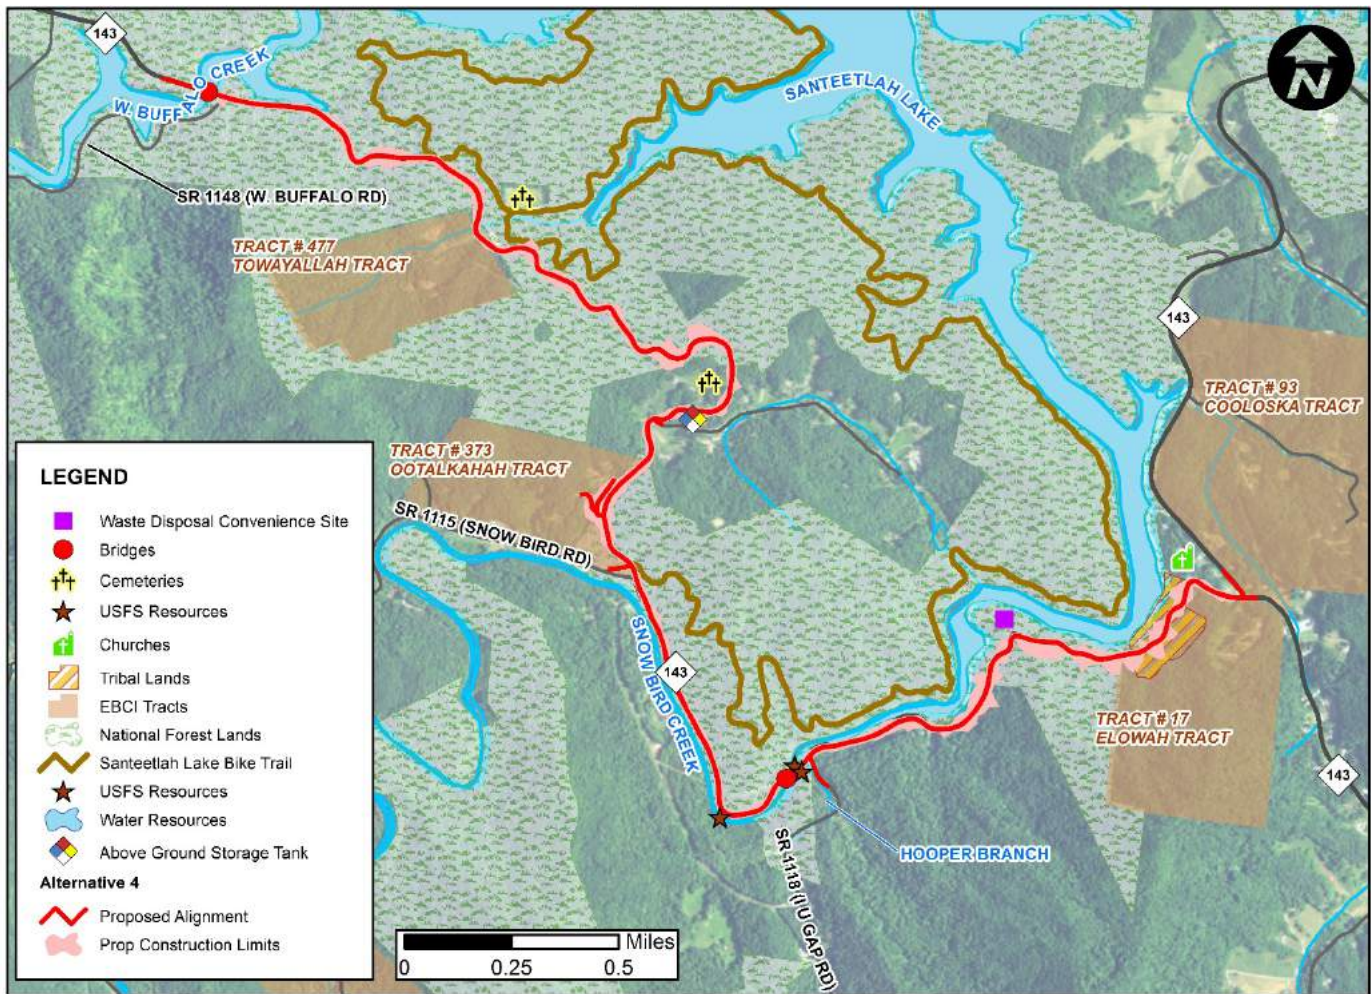 143
W. BUFFALO CREEK
SANTEETLAH LAKE
N
SR 1148 (W. BUFFALO RD)
TRACT # 477
TOWAYALLAH TRACT
143
TRACT # 93
COOLOSKA TRACT
TRACT # 373
OOTALKAHAH TRACT
SR 1115 (SNOW BIRD RD)
SNOW BIRD CREEK
143
TRACT # 17
ELOWAH TRACT
143
HOOPER BRANCH
SR 1118 (I U GAP RD)
LEGEND
Waste Disposal Convenience Site
Bridges
Cemeteries
USFS Resources
Churches
Tribal Lands
EBCI Tracts
National Forest Lands
Santeetlah Lake Bike Trail
USFS Resources
Water Resources
Above Ground Storage Tank
Alternative 4
Proposed Alignment
Prop Construction Limits
Miles
0 0.25 0.5